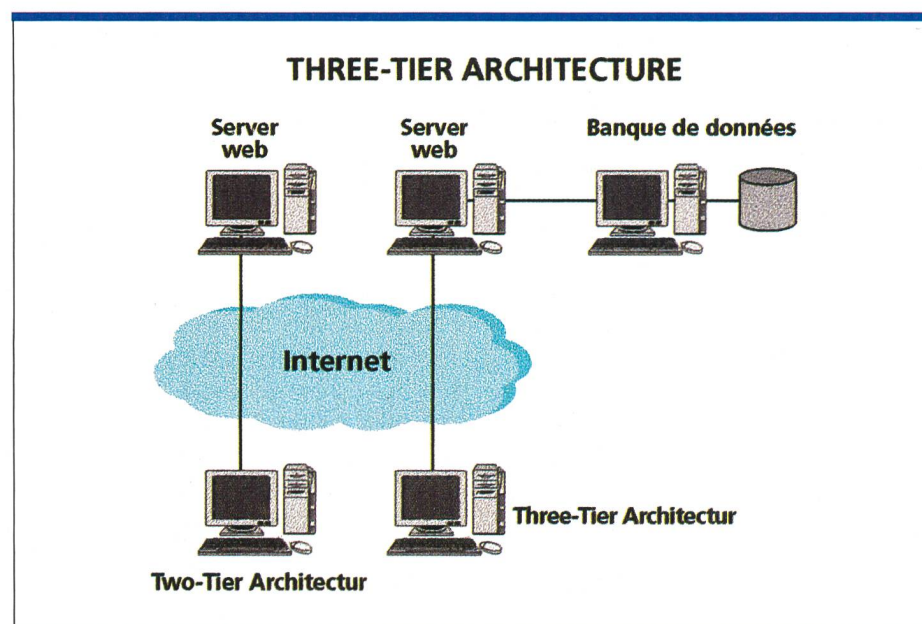 THREE-TIER ARCHITECTURE
Server
web
Server
web
Banque de données
Internet
Three-Tier Architectur
Two-Tier Architectur